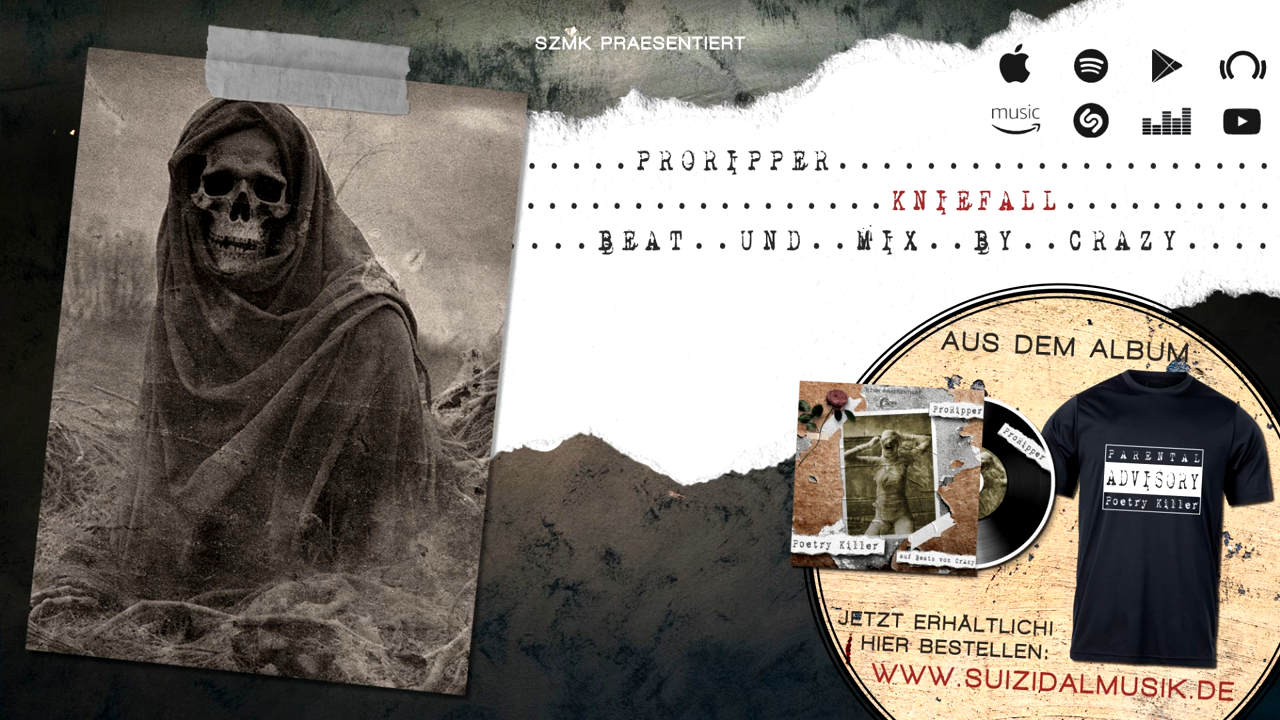 SZMK PRAESENTIERT
music
.....PRORIPPER......................
..................KNIEFALL..........
....BEAT..UND..MIX..BY..CRAZY....
AUS DEM ALBUM
ProRipper
ProRipper
Poetry Killer
auf Beats von Crazy
PARENTAL
ADVISORY
Poetry Killer
JETZT ERHÄLTLICH!
HIER BESTELLEN:
WWW.SUIZIDALMUSIK.DE